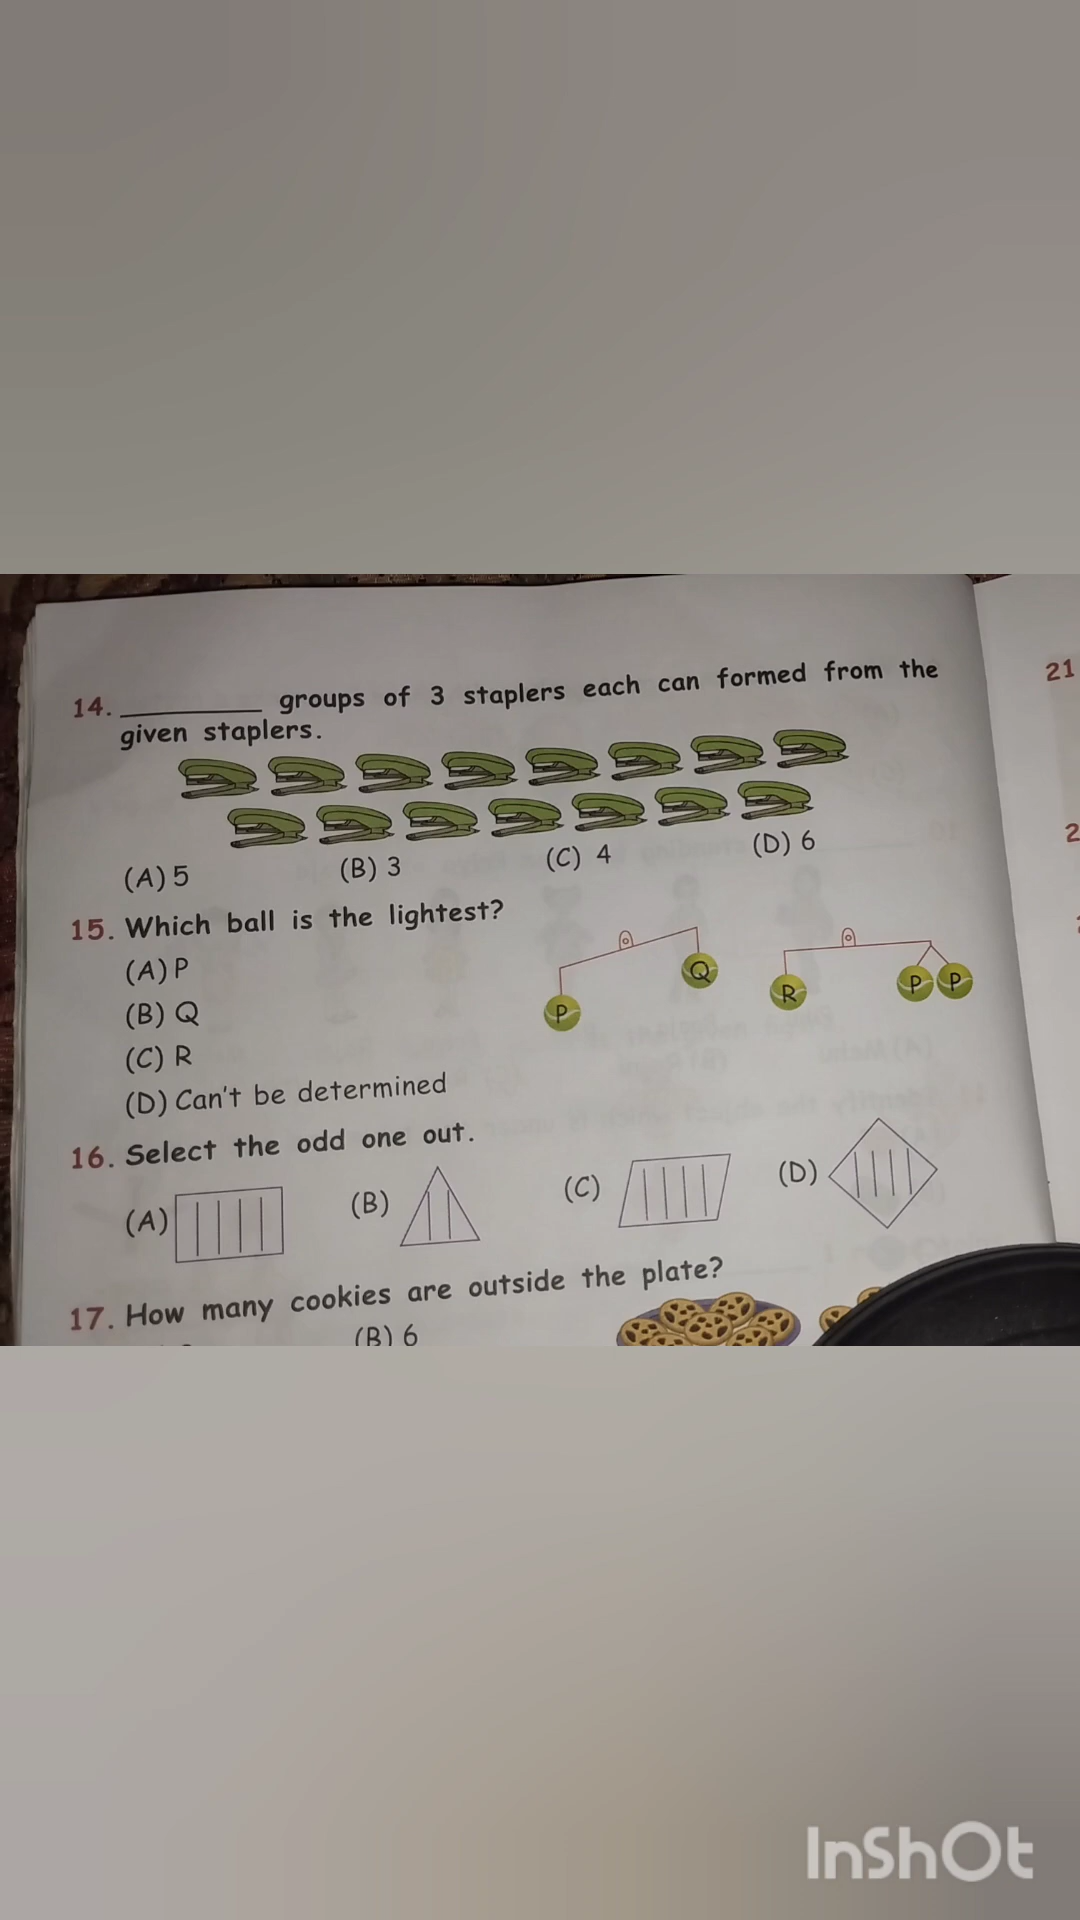 14. __________ groups of 3 staplers each can formed from the
given staplers.
(A) 5 (B) 3 (C) 4 (D) 6
15. Which ball is the lightest?
(A) P
(B) Q
(C) R
(D) Can't be determined
P Q R P P
16. Select the odd one out.
(A) (B) (C) (D)
17. How many cookies are outside the plate?
(B) 6
21
2
InShOt